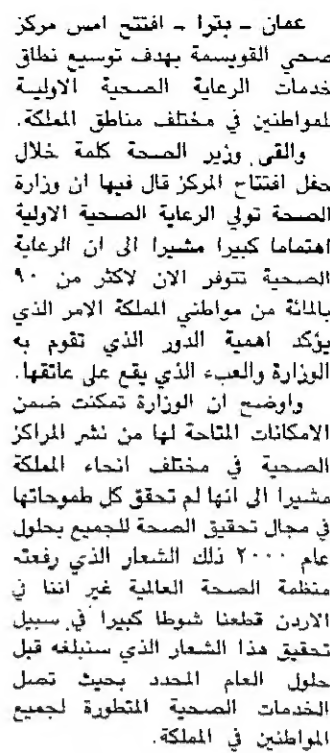 عمان - بترا - افتتح امس مركز
صحي القويسمة بهدف توسيع نطاق
خدمات الرعاية الصحية الاولية
للمواطنين في مختلف مناطق المملكة.
والقى وزير الصحة كلمة خلال
حفل افتتاح المركز قال فيها ان وزارة
الصحة تولي الرعاية الصحية الاولية
اهتماما كبيرا مشيرا الى ان الرعاية
الصحية تتوفر الان لاكثر من ٩٠
بالمائة من مواطني المملكة الامر الذي
يؤكد اهمية الدور الذي تقوم به
الوزارة والعبء الذي يقع على عاتقها.
واوضح ان الوزارة تمكنت ضمن
الامكانات المتاحة لها من نشر المراكز
الصحية في مختلف انحاء المملكة
مشيرا الى انها لم تحقق كل طموحاتها
في مجال تحقيق الصحة للجميع بحلول
عام ٢٠٠٠ ذلك الشعار الذي رفعته
منظمة الصحة العالمية غير اننا في
الاردن قطعنا شوطا كبيرا في سبيل
تحقيق هذا الشعار الذي سنبلغه قبل
حلول العام المحدد بحيث تصل
الخدمات الصحية المتطورة لجميع
المواطنين في المملكة.